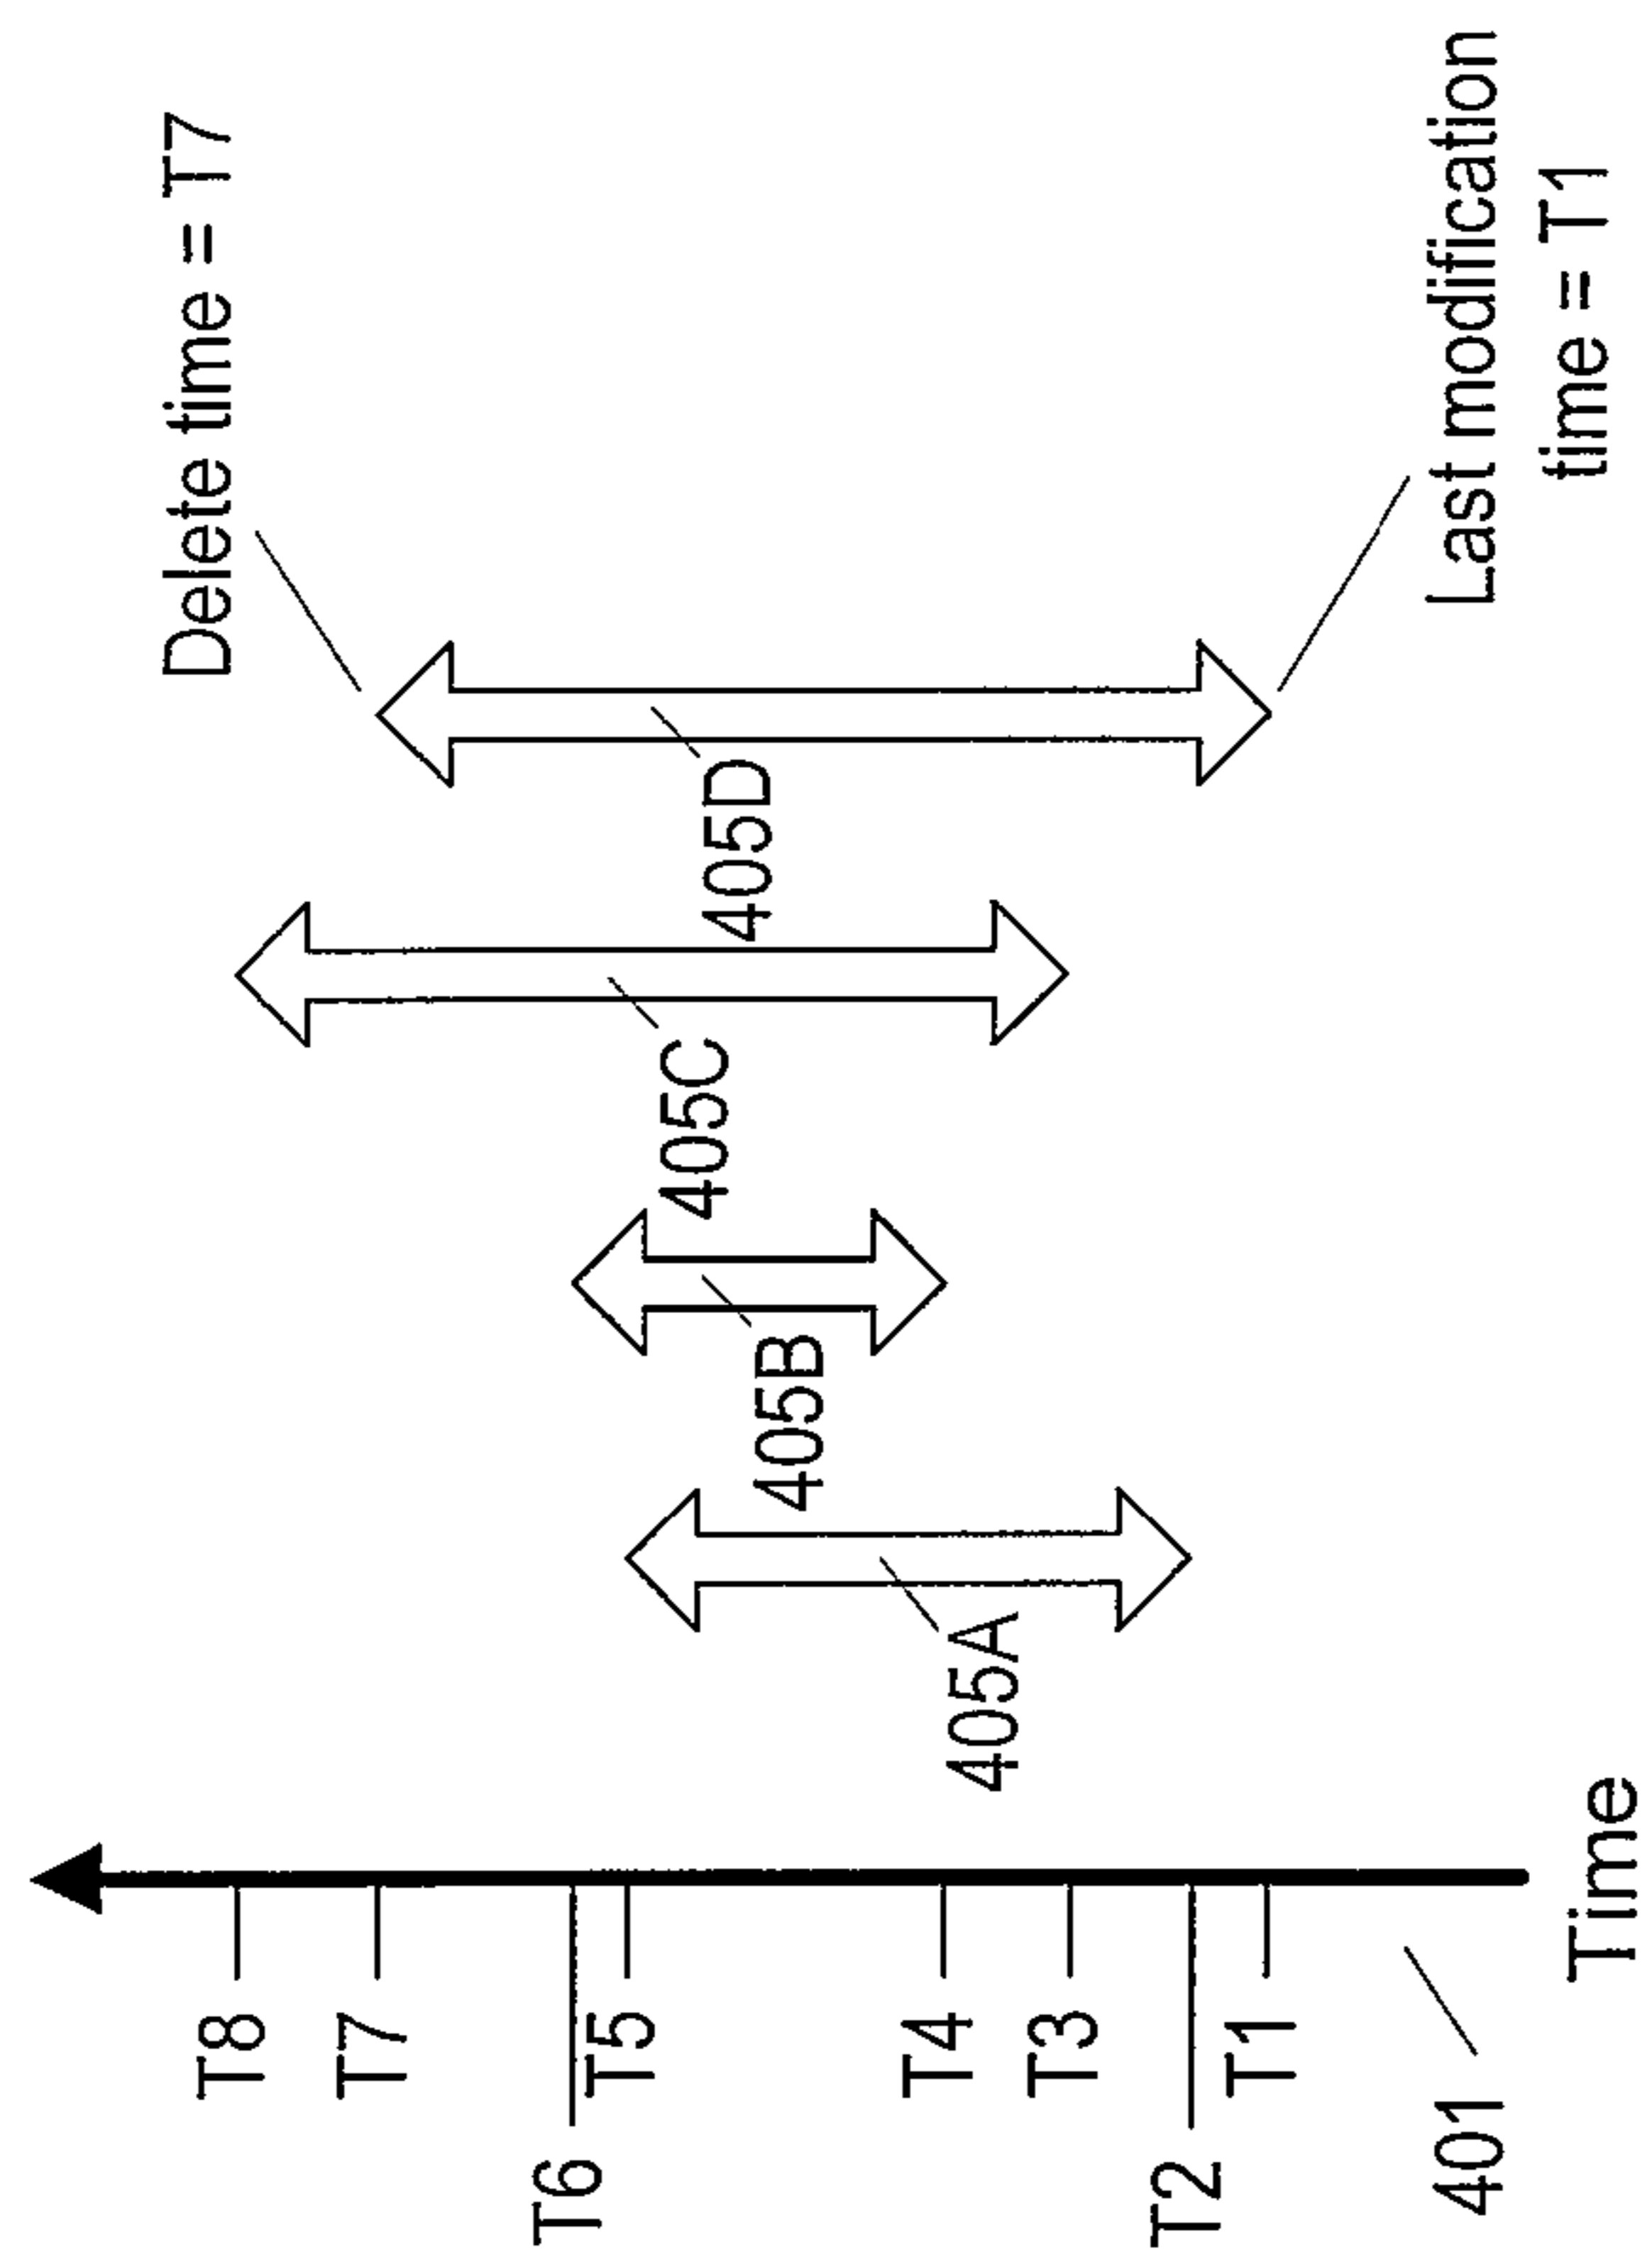 Delete time = T7
T8
T7
T6
T5
405C
405D
405B
T4
405A
T3
T2
T1
401
Last modification
time = T1
Time